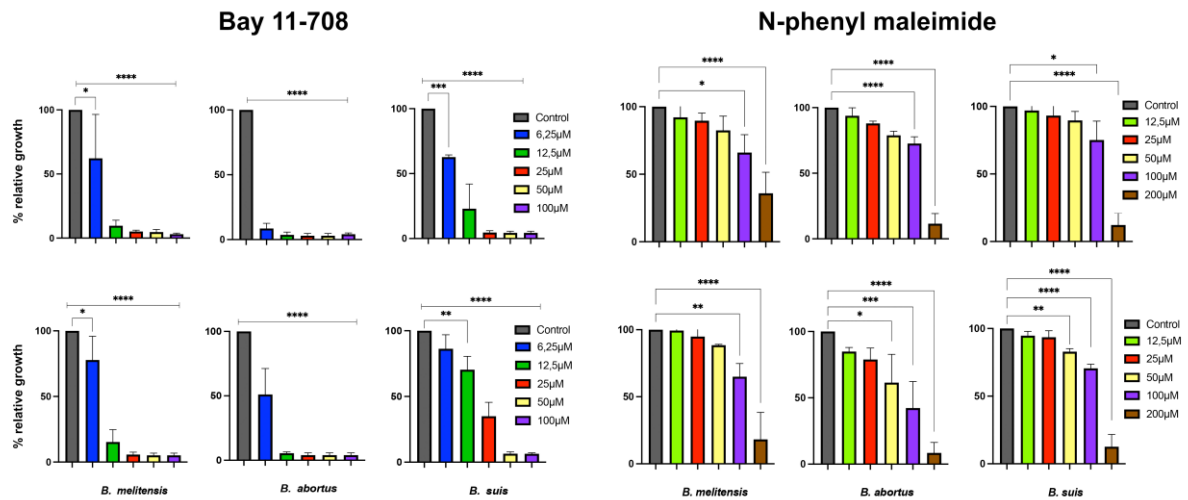 Bay 11-708
N-phenyl maleimide
% relative growth
100
50
0
****
*
100
50
0
****
100
50
0
****
***
Control
6,25µM
12,5µM
25µM
50µM
100µM
100
50
0
****
*
100
50
0
****
****
100
50
0
*
****
Control
12,5µM
25µM
50µM
100µM
200µM
% relative growth
100
50
0
****
*
B. melitensis
100
50
0
****
B. abortus
100
50
0
****
**
B. suis
Control
6,25µM
12,5µM
25µM
50µM
100µM
100
50
0
****
**
B. melitensis
100
50
0
****
***
*
B. abortus
100
50
0
****
****
**
B. suis
Control
12,5µM
25µM
50µM
100µM
200µM
% relative growth
% relative growth